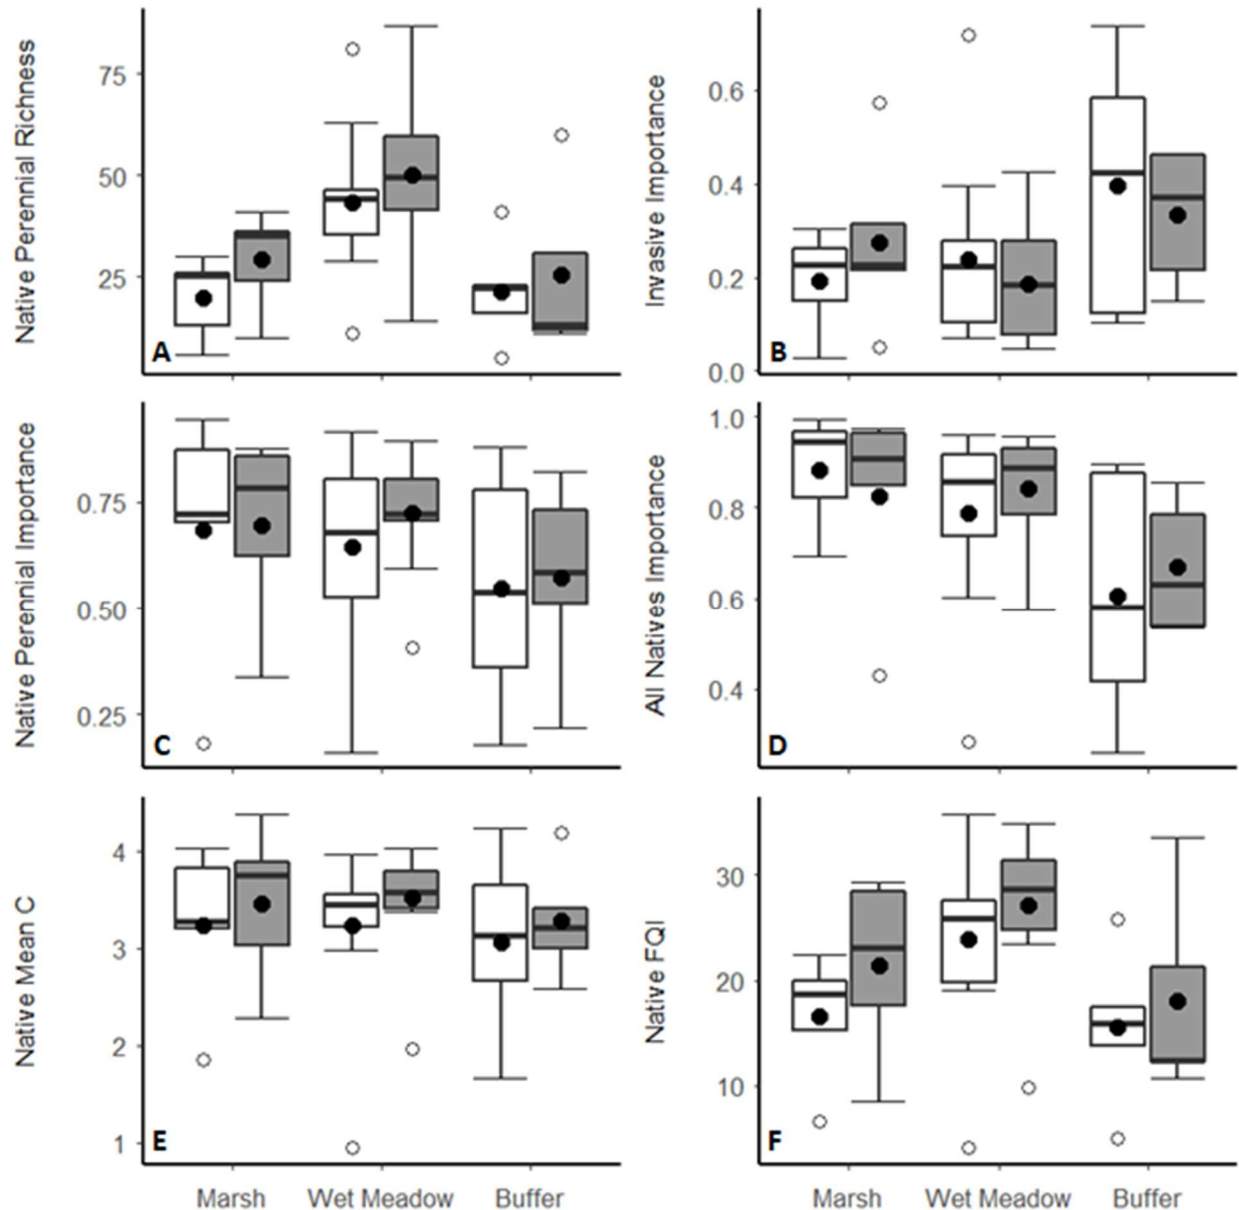 Native Perennial Richness
75
50
25
A
Invasive Importance
0.6
0.4
0.2
0.0
B
Native Perennial Importance
0.75
0.50
0.25
C
All Natives Importance
1.0
0.8
0.6
0.4
D
Native Mean C
4
3
2
1
E
Marsh Wet Meadow Buffer
Native FQI
30
20
10
F
Marsh Wet Meadow Buffer